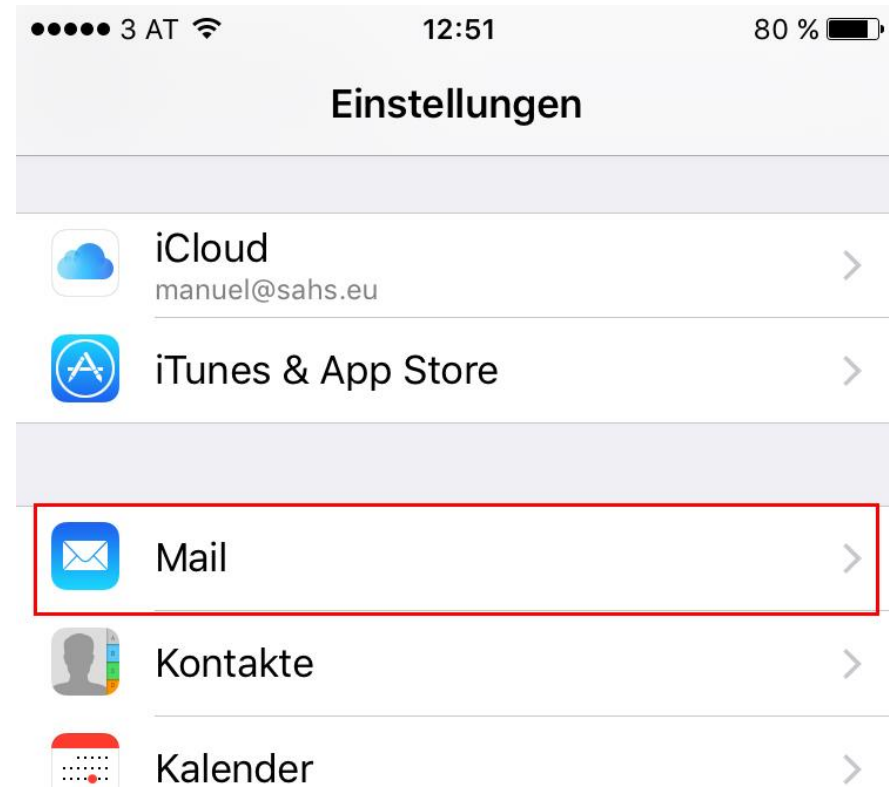 3 AT 12:51 80 %
Einstellungen
iCloud
manuel@sahs.eu
iTunes & App Store
Mail
Kontakte
Kalender